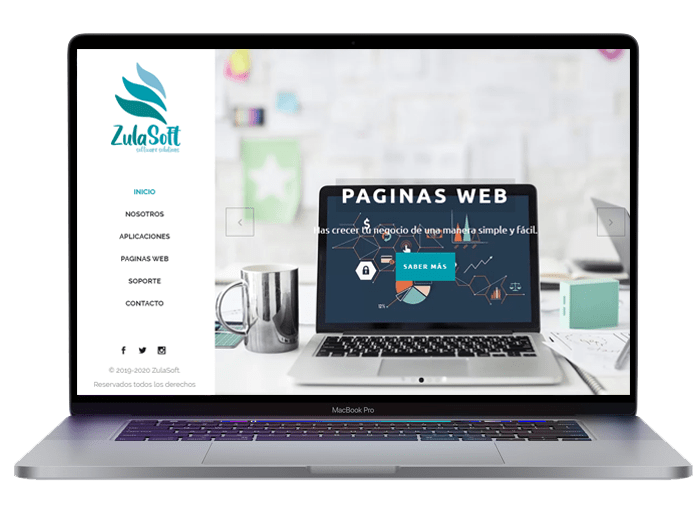 ZulaSoft
software solutions
INICIO
NOSOTROS
APLICACIONES
PAGINAS WEB
SOPORTE
CONTACTO
© 2019-2020 ZulaSoft.
Reservados todos los derechos
PAGINAS WEB
Has crecer tu negocio de una manera simple y fácil.
SABER MÁS
$
MacBook Pro